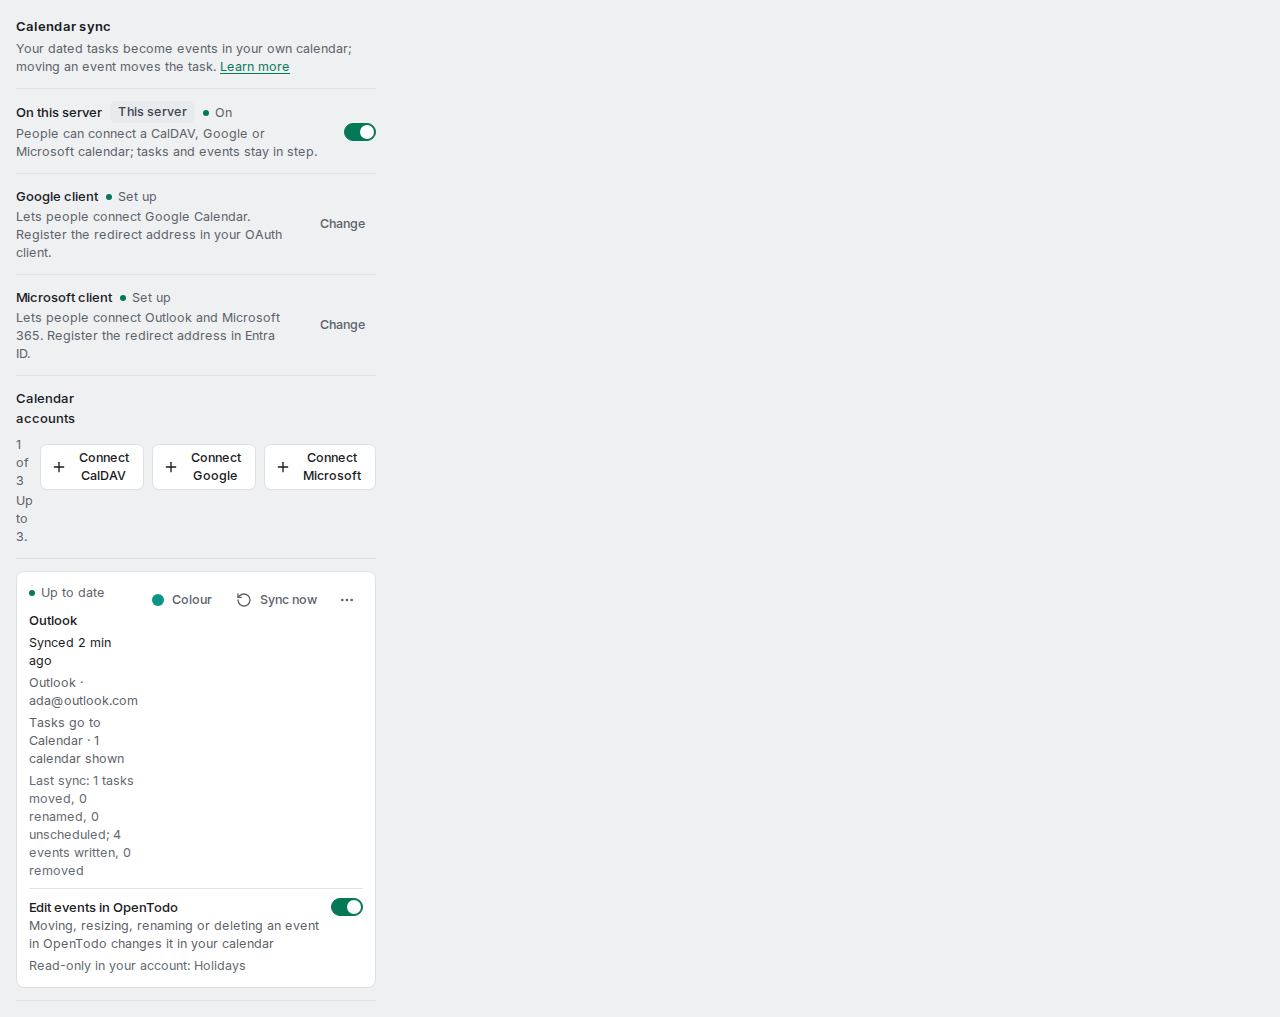 Calendar sync
Your dated tasks become events in your own calendar;
moving an event moves the task. Learn more
On this server This server On
People can connect a CalDAV, Google or
Microsoft calendar; tasks and events stay in step.
Google client Set up
Lets people connect Google Calendar.
Register the redirect address in your OAuth
client.
Change
Microsoft client Set up
Lets people connect Outlook and Microsoft
365. Register the redirect address in Entra
ID.
Change
Calendar
accounts
1
of
3
Up
to
3.
Connect
CalDAV
Connect
Google
Connect
Microsoft
Up to date
Colour
Sync now
Outlook
Synced 2 min
ago
Outlook ·
ada@outlook.com
Tasks go to
Calendar · 1
calendar shown
Last sync: 1 tasks
moved, 0
renamed, 0
unscheduled; 4
events written, 0
removed
Edit events in OpenTodo
Moving, resizing, renaming or deleting an event
in OpenTodo changes it in your calendar
Read-only in your account: Holidays